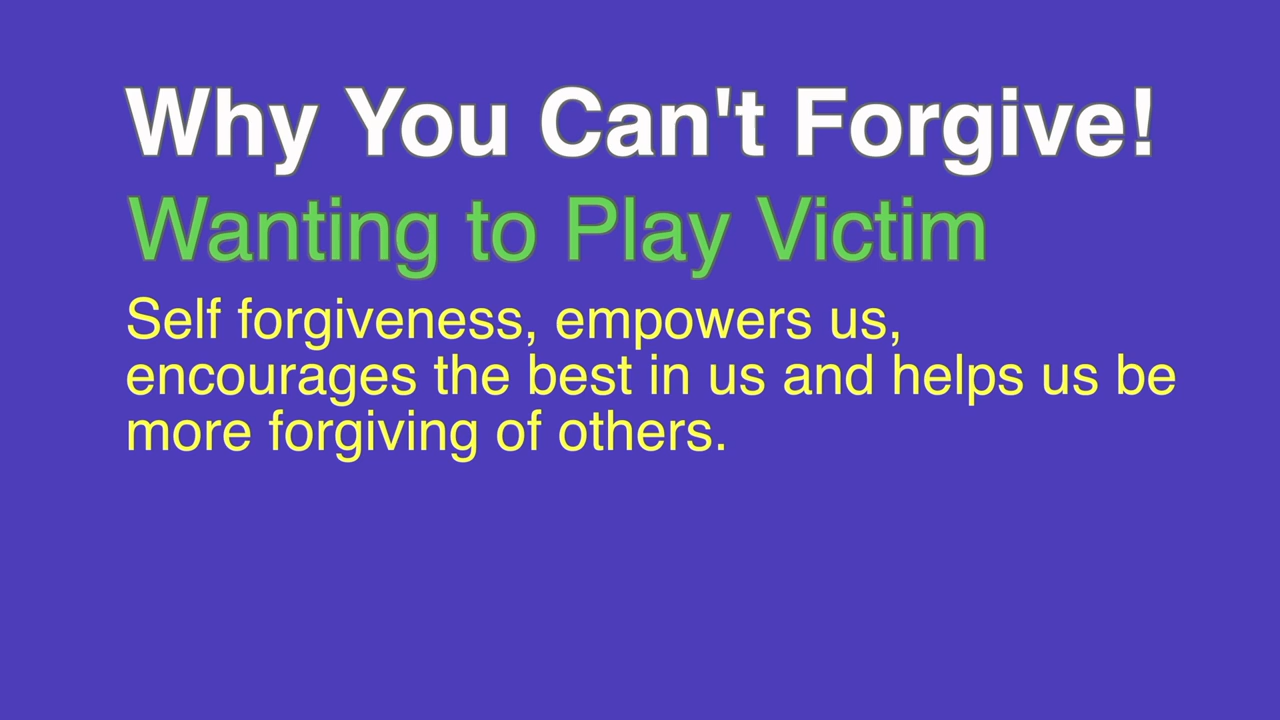 Why You Can't Forgive!
Wanting to Play Victim
Self forgiveness, empowers us,
encourages the best in us and helps us be
more forgiving of others.